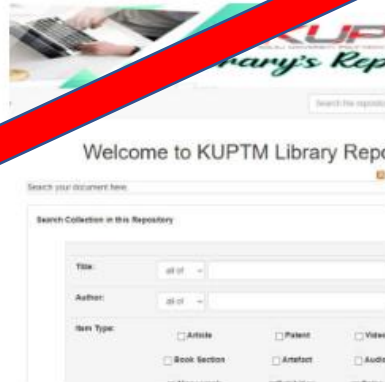 KUP
rary's Rep
Search the reposito
Welcome to KUPTM Library Repo
Search your document here.
Search Collection in this Repository
Title: all of
Author: all of
Item Type:
Article Patent Video
Book Section Artefact Audio